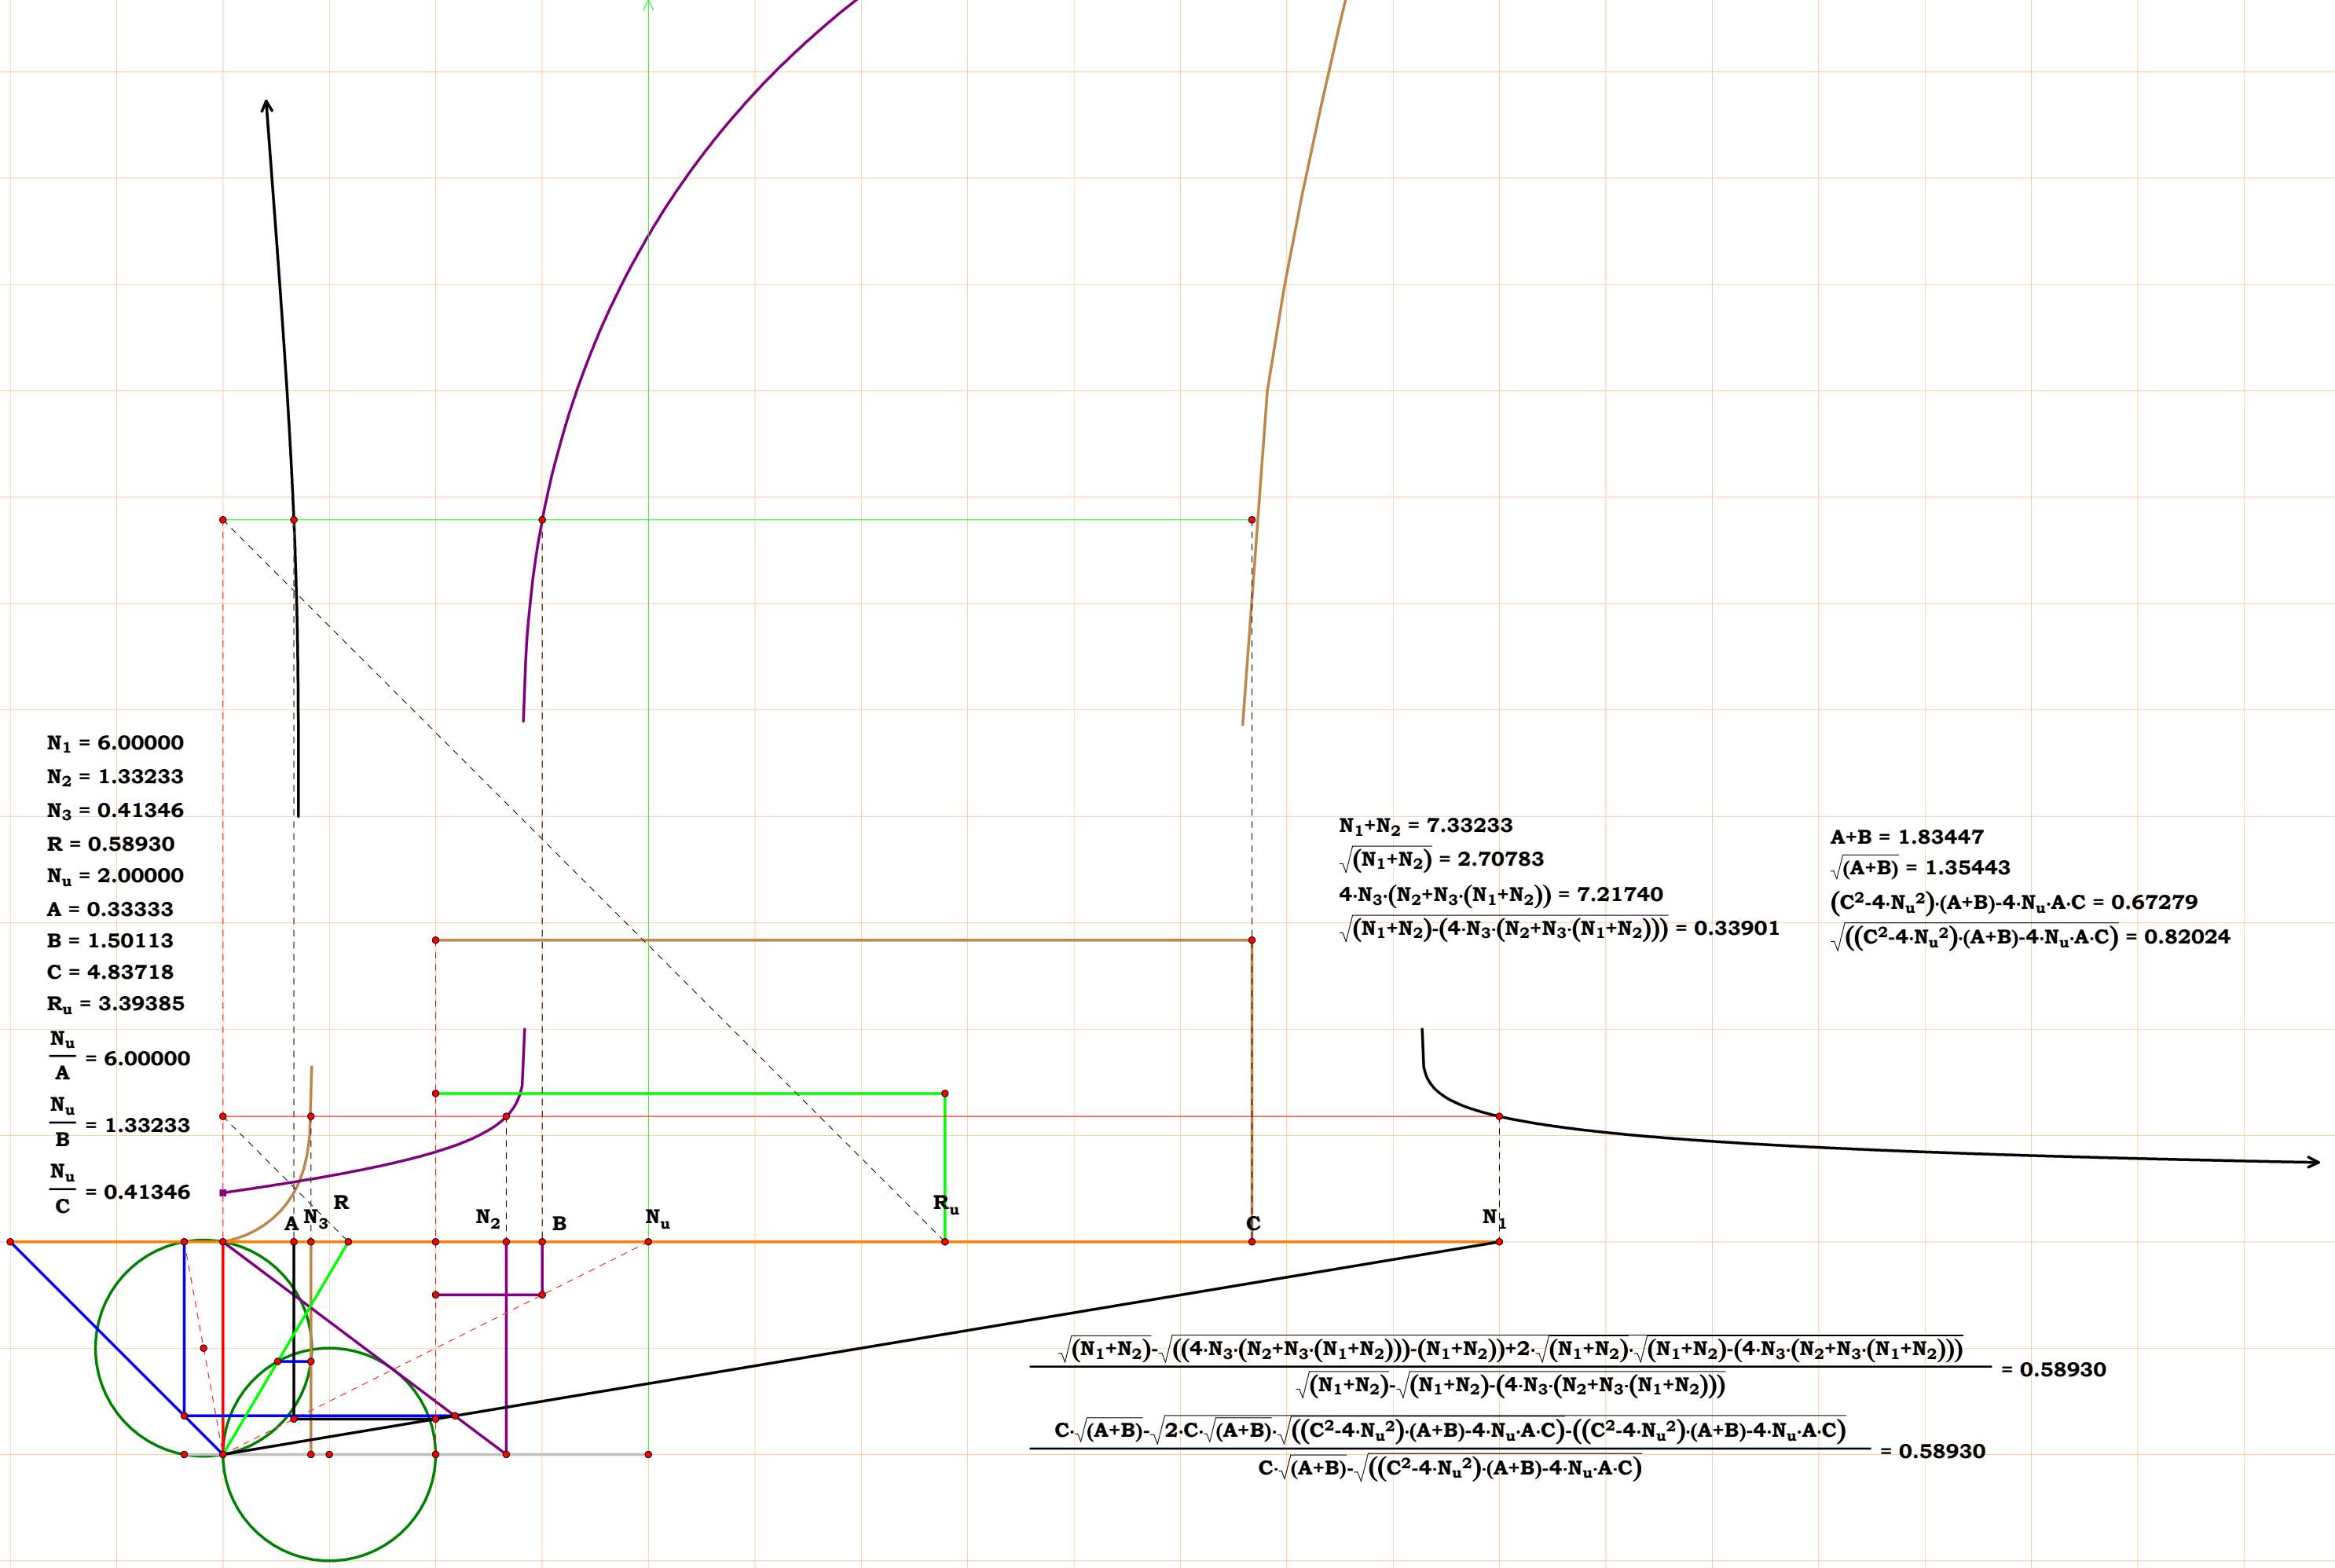 N₁ = 6.00000
N₂ = 1.33233
N₃ = 0.41346
R = 0.58930
Nᵤ = 2.00000
A = 0.33333
B = 1.50113
C = 4.83718
Rᵤ = 3.39385
Nᵤ/A = 6.00000
Nᵤ/B = 1.33233
Nᵤ/C = 0.41346
N₁+N₂ = 7.33233
√(N₁+N₂) = 2.70783
4·N₃·(N₂+N₃·(N₁+N₂)) = 7.21740
√((N₁+N₂)-(4·N₃·(N₂+N₃·(N₁+N₂)))) = 0.33901
A+B = 1.83447
√(A+B) = 1.35443
(C²-4·Nᵤ²)·(A+B)-4·Nᵤ·A·C = 0.67279
√((C²-4·Nᵤ²)·(A+B)-4·Nᵤ·A·C) = 0.82024
A N₃ R N₂ B Nᵤ Rᵤ C N₁
√(N₁+N₂)-√(((4·N₃·(N₂+N₃·(N₁+N₂)))-(N₁+N₂))+2·√(N₁+N₂)·√((N₁+N₂)-(4·N₃·(N₂+N₃·(N₁+N₂)))))
√(N₁+N₂)-√((N₁+N₂)-(4·N₃·(N₂+N₃·(N₁+N₂)))) = 0.58930
C·√(A+B)-√(2·C·√(A+B)·√((C²-4·Nᵤ²)·(A+B)-4·Nᵤ·A·C)-((C²-4·Nᵤ²)·(A+B)-4·Nᵤ·A·C))
C·√(A+B)-√((C²-4·Nᵤ²)·(A+B)-4·Nᵤ·A·C) = 0.58930